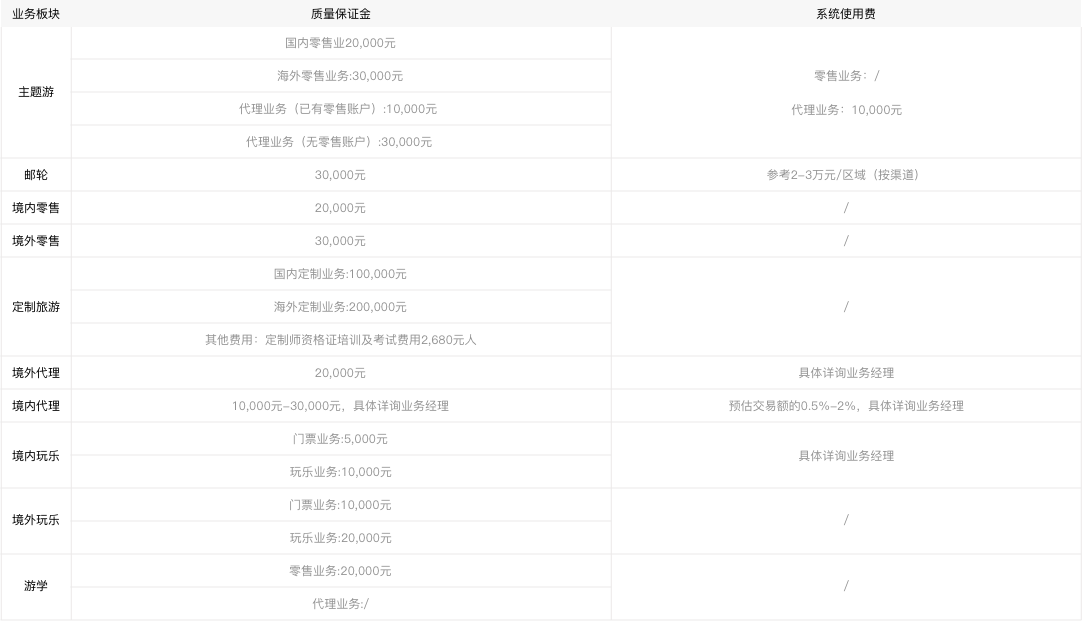 业务板块 质量保证金 系统使用费
主题游
国内零售业20,000元
海外零售业务:30,000元
代理业务（已有零售账户）:10,000元
代理业务（无零售账户）:30,000元
零售业务：/
代理业务：10,000元
邮轮 30,000元 参考2-3万元/区域（按渠道）
境内零售 20,000元 /
境外零售 30,000元 /
定制旅游
国内定制业务:100,000元
海外定制业务:200,000元
其他费用：定制师资格证培训及考试费用2,680元人
/
境外代理 20,000元 具体详询业务经理
境内代理 10,000元-30,000元，具体详询业务经理 预估交易额的0.5%-2%，具体详询业务经理
境内玩乐
门票业务:5,000元
玩乐业务:10,000元
具体详询业务经理
境外玩乐
门票业务:10,000元
玩乐业务:20,000元
/
游学
零售业务:20,000元
代理业务:/
/